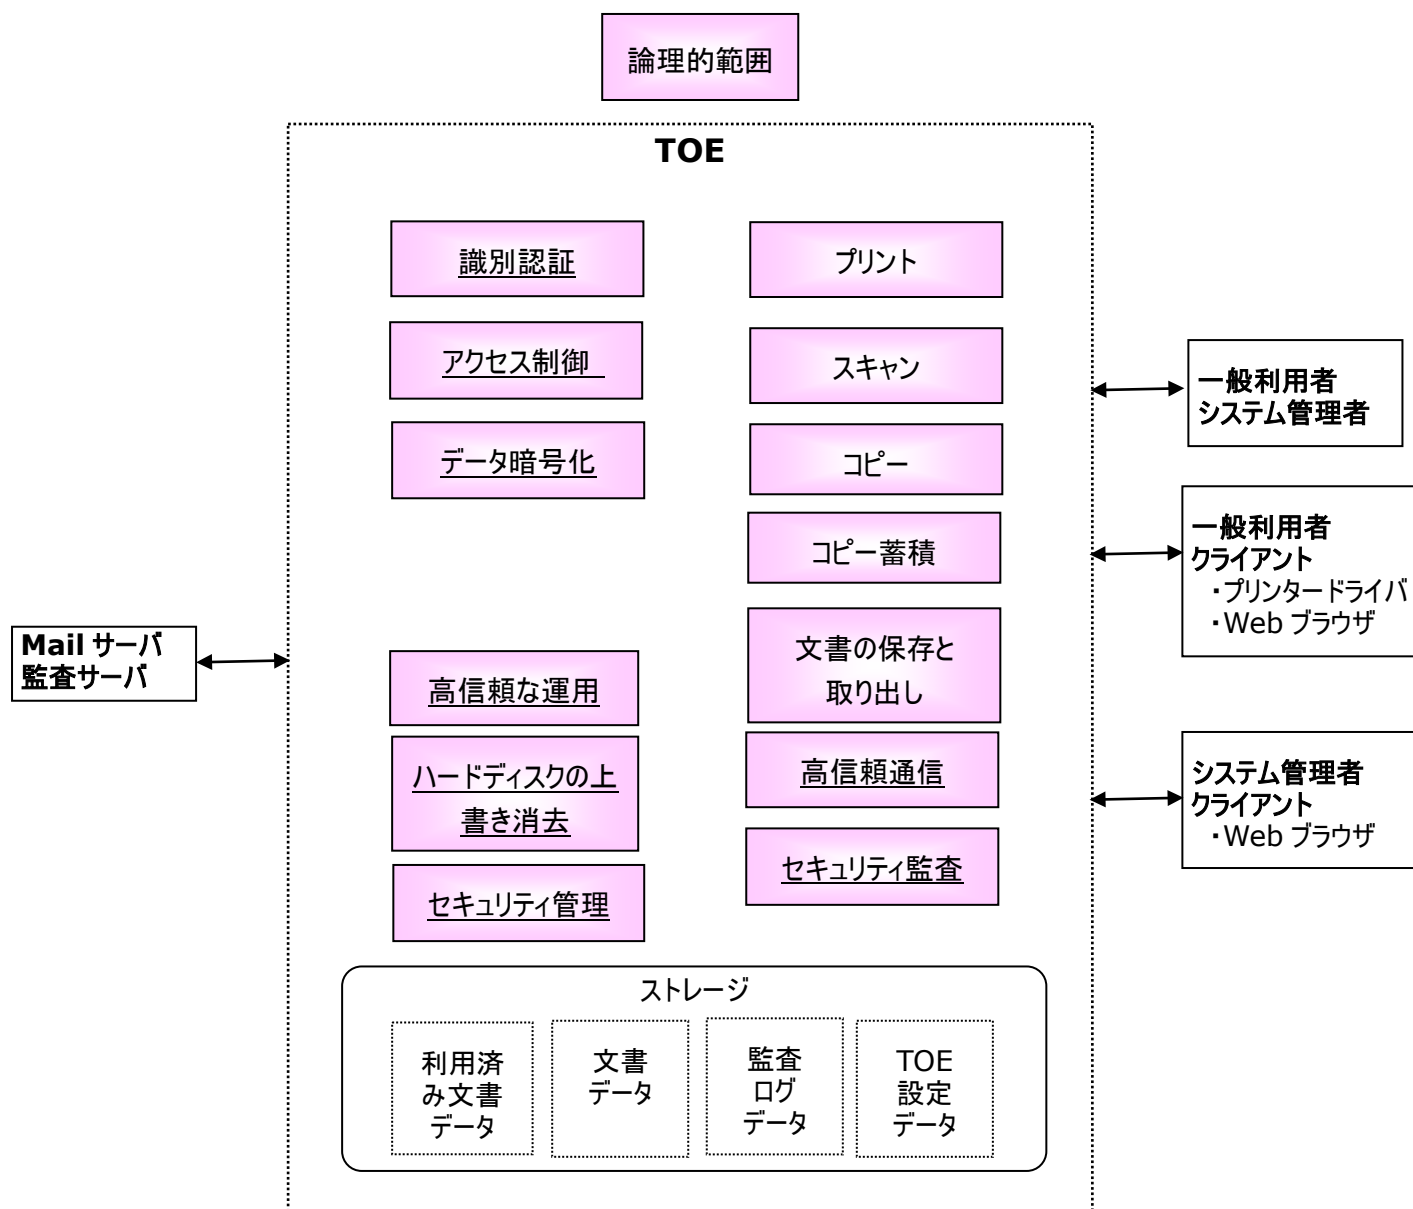 論理的範囲
TOE
識別認証
プリント
アクセス制御
スキャン
データ暗号化
コピー
コピー蓄積
文書の保存と
取り出し
高信頼な運用
高信頼通信
ハードディスクの上
書き消去
セキュリティ監査
セキュリティ管理
Mail サーバ
監査サーバ
一般利用者
システム管理者
一般利用者
クライアント
・プリンタードライバ
・Web ブラウザ
システム管理者
クライアント
・Web ブラウザ
ストレージ
利用済
み文書
データ
文書
データ
監査
ログ
データ
TOE
設定
データ